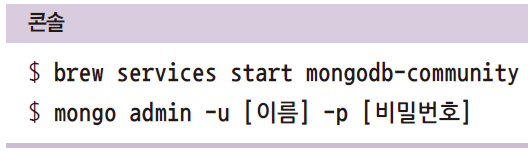 콘솔
$ brew services start mongodb-community
$ mongo admin -u [이름] -p [비밀번호]